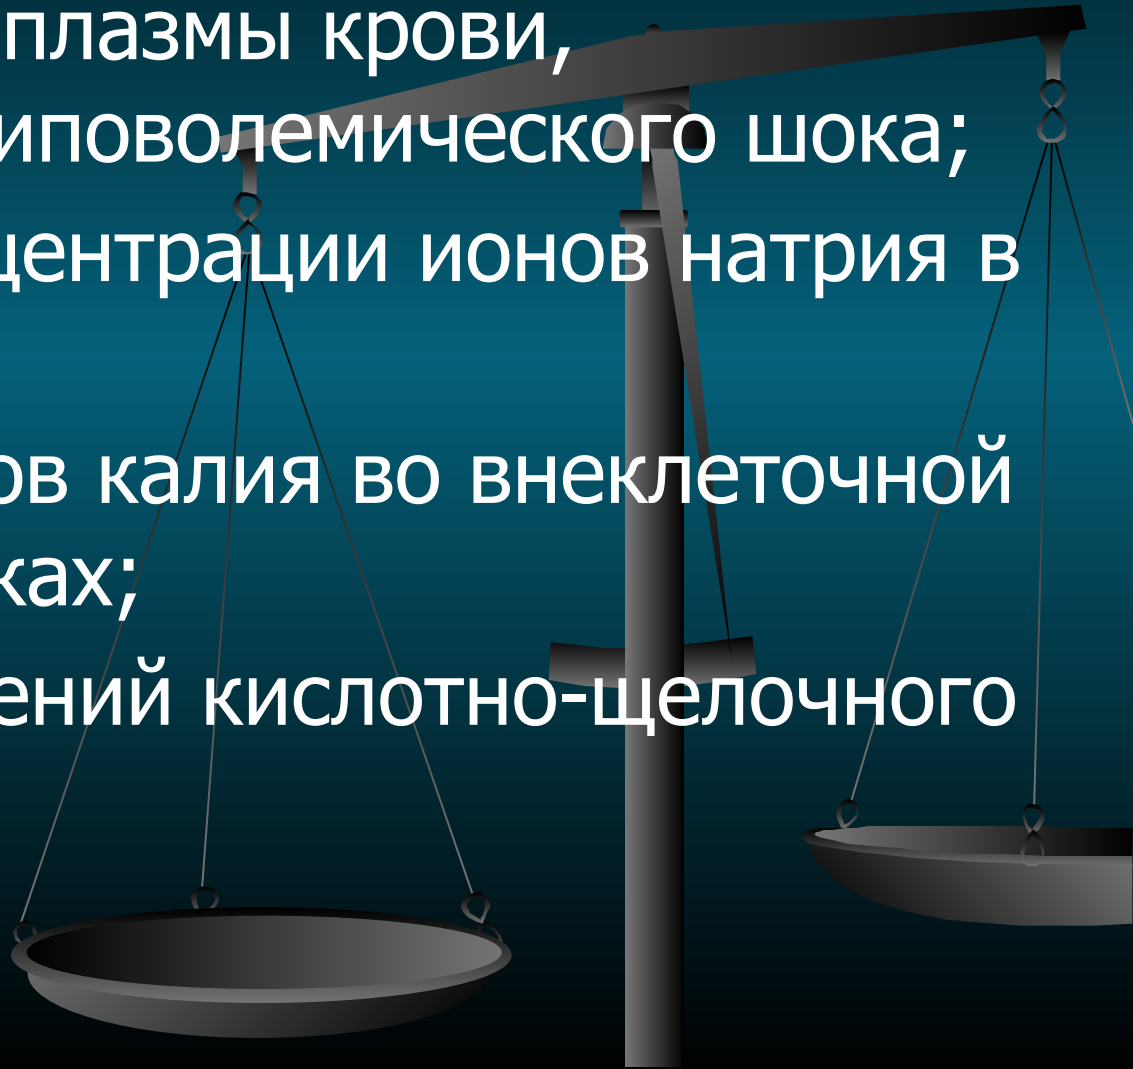 плазмы крови,
иповолемического шока;
центрации ионов натрия в
ов калия во внеклеточной
ках;
ений кислотно-щелочного